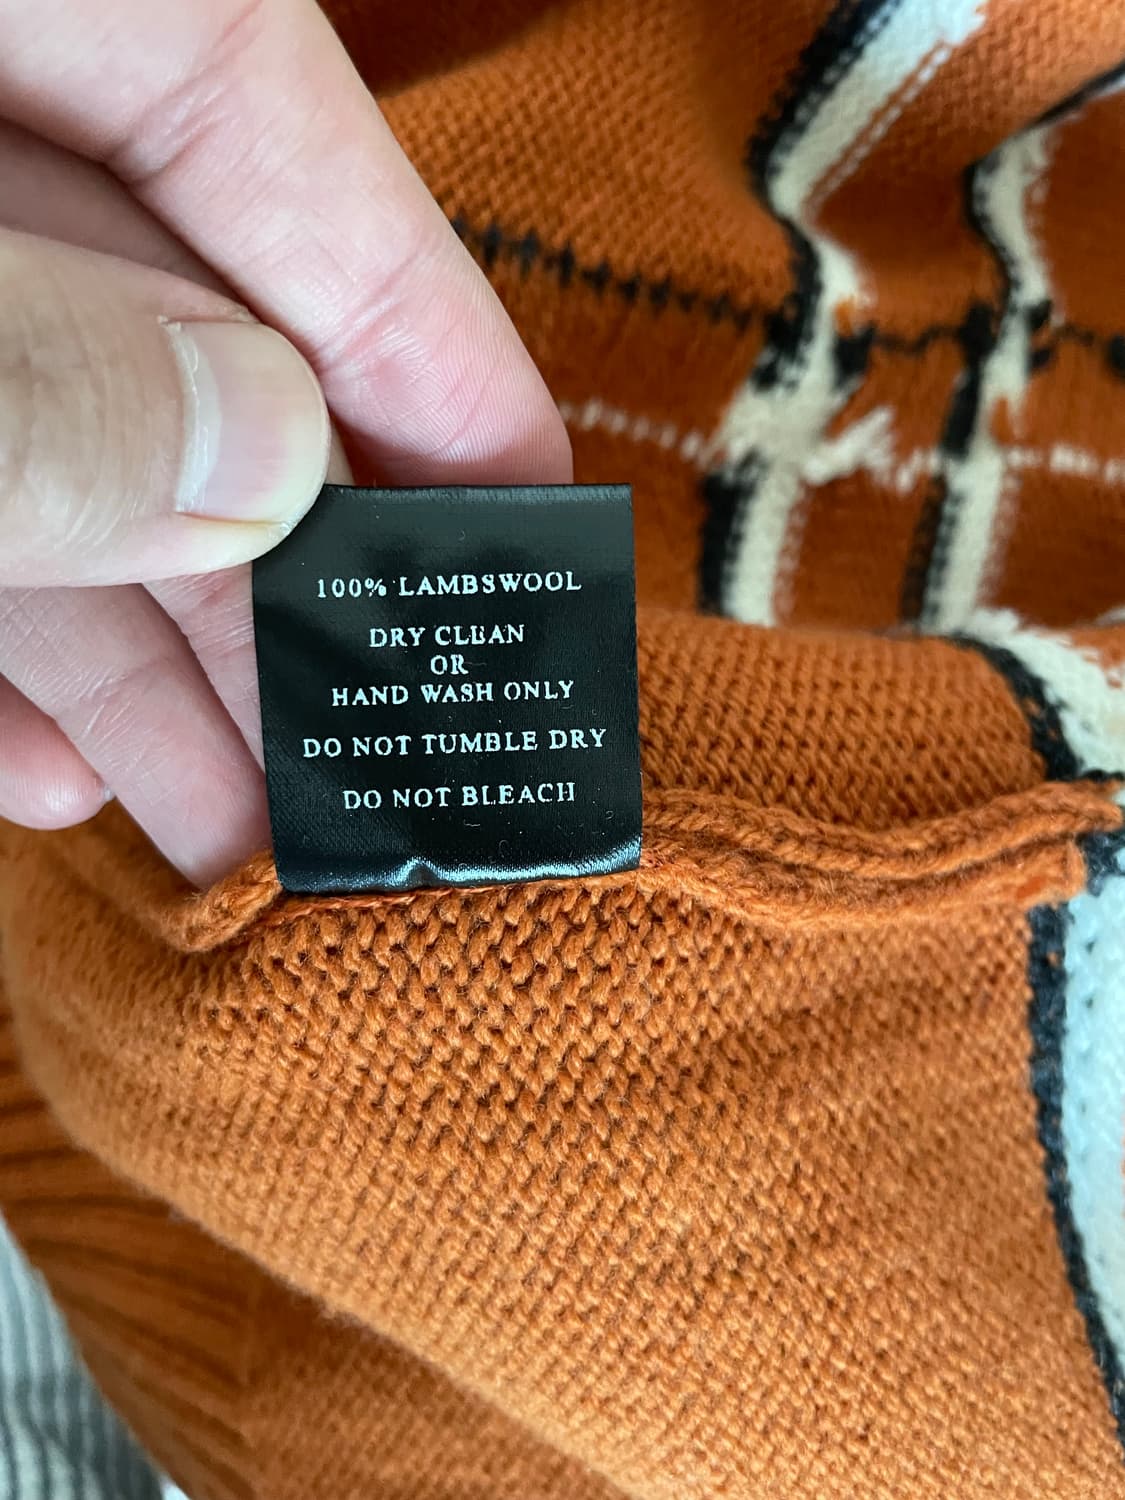 100% LAMBSWOOL
DRY CLEAN
OR
HAND WASH ONLY
DO NOT TUMBLE DRY
DO NOT BLEACH